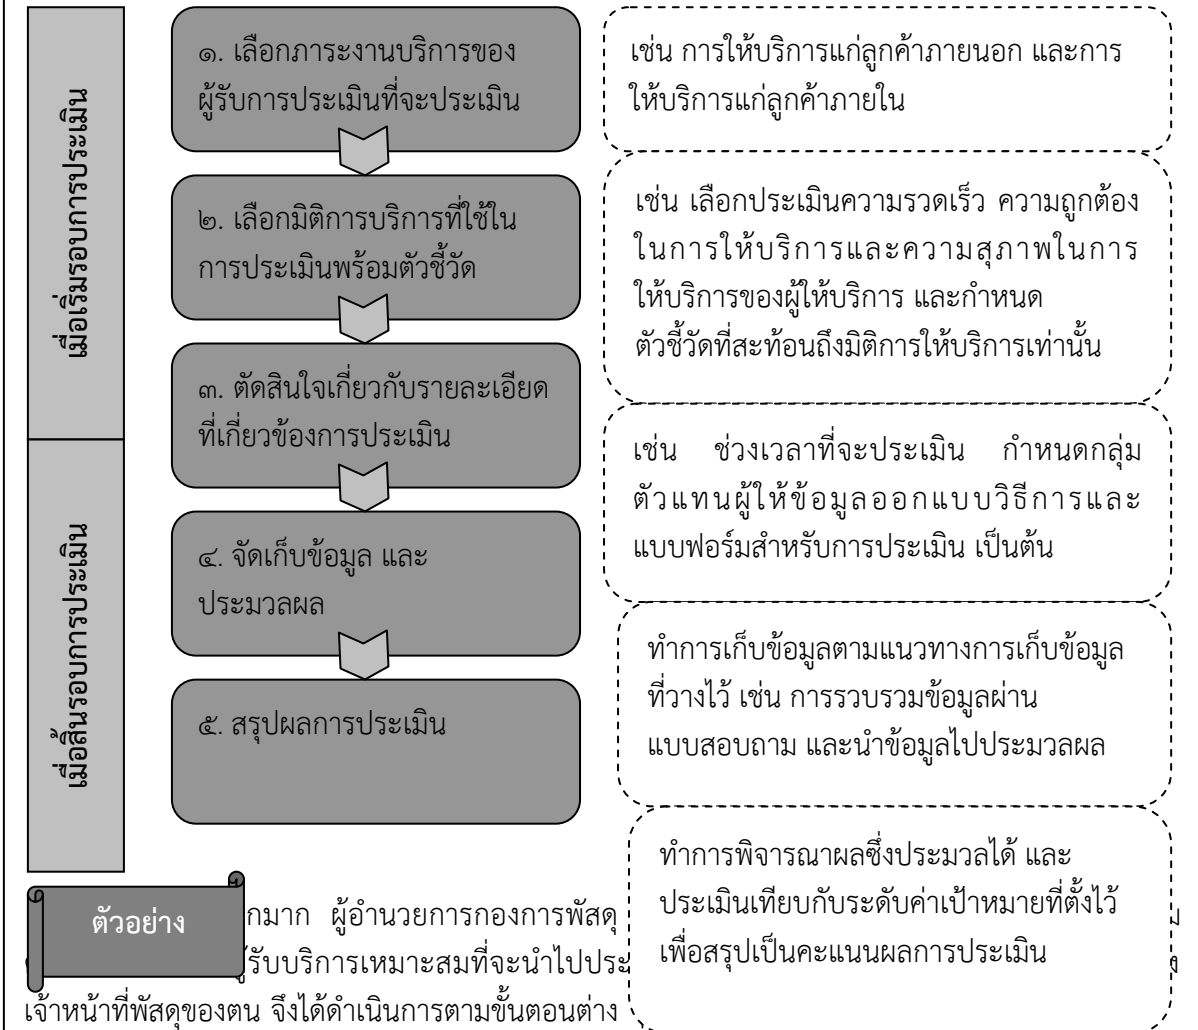 เมื่อเริ่มรอบการประเมิน
๑. เลือกภาระงานบริการของ
ผู้รับการประเมินที่จะประเมิน
เช่น การให้บริการแก่ลูกค้าภายนอก และการ
ให้บริการแก่ลูกค้าภายใน
๒. เลือกมิติการบริการที่ใช้ใน
การประเมินพร้อมตัวชี้วัด
เช่น เลือกประเมินความรวดเร็ว ความถูกต้อง
ในการให้บริการและความสุภาพในการ
ให้บริการของผู้ให้บริการ และกำหนด
ตัวชี้วัดที่สะท้อนถึงมิติการให้บริการเท่านั้น
๓. ตัดสินใจเกี่ยวกับรายละเอียด
ที่เกี่ยวข้องการประเมิน
เช่น ช่วงเวลาที่จะประเมิน กำหนดกลุ่ม
ตัวแทนผู้ให้ข้อมูลออกแบบวิธีการและ
แบบฟอร์มสำหรับการประเมิน เป็นต้น
เมื่อสิ้นรอบการประเมิน
๔. จัดเก็บข้อมูล และ
ประมวลผล
ทำการเก็บข้อมูลตามแนวทางการเก็บข้อมูล
ที่วางไว้ เช่น การรวบรวมข้อมูลผ่าน
แบบสอบถาม และนำข้อมูลไปประมวลผล
๕. สรุปผลการประเมิน
ทำการพิจารณาผลซึ่งประมวลได้ และ
ประเมินเทียบกับระดับค่าเป้าหมายที่ตั้งไว้
เพื่อสรุปเป็นคะแนนผลการประเมิน
ตัวอย่าง
กมาก ผู้อำนวยการกองการพัสดุ
รับบริการเหมาะสมที่จะนำไปประ
เจ้าหน้าที่พัสดุของตน จึงได้ดำเนินการตามขั้นตอนต่าง